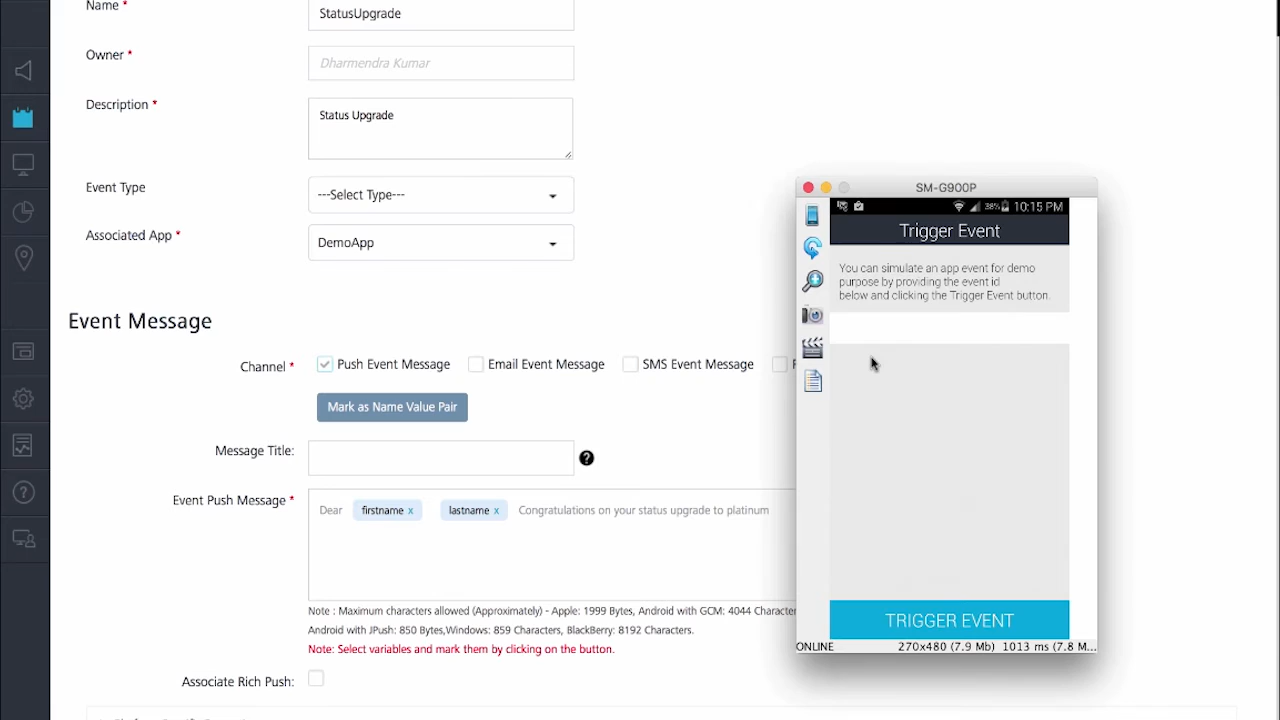 Name *
StatusUpgrade
Owner *
Dharmendra Kumar
Description *
Status Upgrade
Event Type
---Select Type---
Associated App *
DemoApp
Event Message
Channel *
Push Event Message
Email Event Message
SMS Event Message
Mark as Name Value Pair
Message Title:
?
Event Push Message *
Dear firstname x lastname x Congratulations on your status upgrade to platinum
Note : Maximum characters allowed (Approximately) - Apple: 1999 Bytes, Android with GCM: 4044
Android with JPush: 850 Bytes,Windows: 859 Characters, BlackBerry: 8192 Characters.
Note: Select variables and mark them by clicking on the button.
Associate Rich Push:
SM-G900P
38% 10:15 PM
Trigger Event
You can simulate an app event for demo
purpose by providing the event id
below and clicking the Trigger Event button.
TRIGGER EVENT
ONLINE
270x480 (7.9 Mb) 1013 ms (7.8 M...